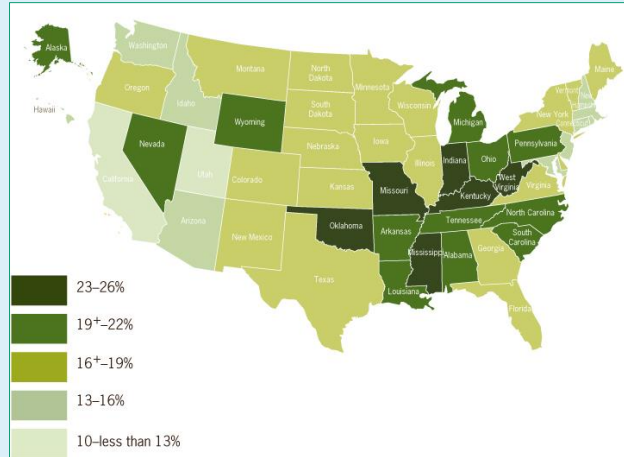 Alaska
Washington
Montana
North
Dakota
Minnesota
Maine
Oregon
Idaho
South
Dakota
Wisconsin
Michigan
New York
Hawaii
Wyoming
Nebraska
Iowa
Pennsylvania
Nevada
Utah
Colorado
Illinois
Indiana
Ohio
West
Virginia
Virginia
California
Kansas
Missouri
Kentucky
Arizona
New Mexico
Oklahoma
Arkansas
Tennessee
North Carolina
South
Carolina
Mississippi
Alabama
Georgia
Texas
Louisiana
Florida
23–26%
19+–22%
16+–19%
13–16%
10–less than 13%